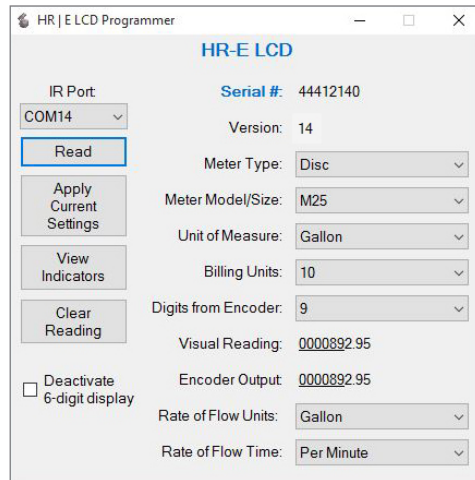 HR | E LCD Programmer
HR-E LCD
IR Port:
COM14
Read
Apply
Current
Settings
View
Indicators
Clear
Reading
Deactivate
6-digit display
Serial #: 44412140
Version: 14
Meter Type: Disc
Meter Model/Size: M25
Unit of Measure: Gallon
Billing Units: 10
Digits from Encoder: 9
Visual Reading: 0000892.95
Encoder Output: 0000892.95
Rate of Flow Units: Gallon
Rate of Flow Time: Per Minute